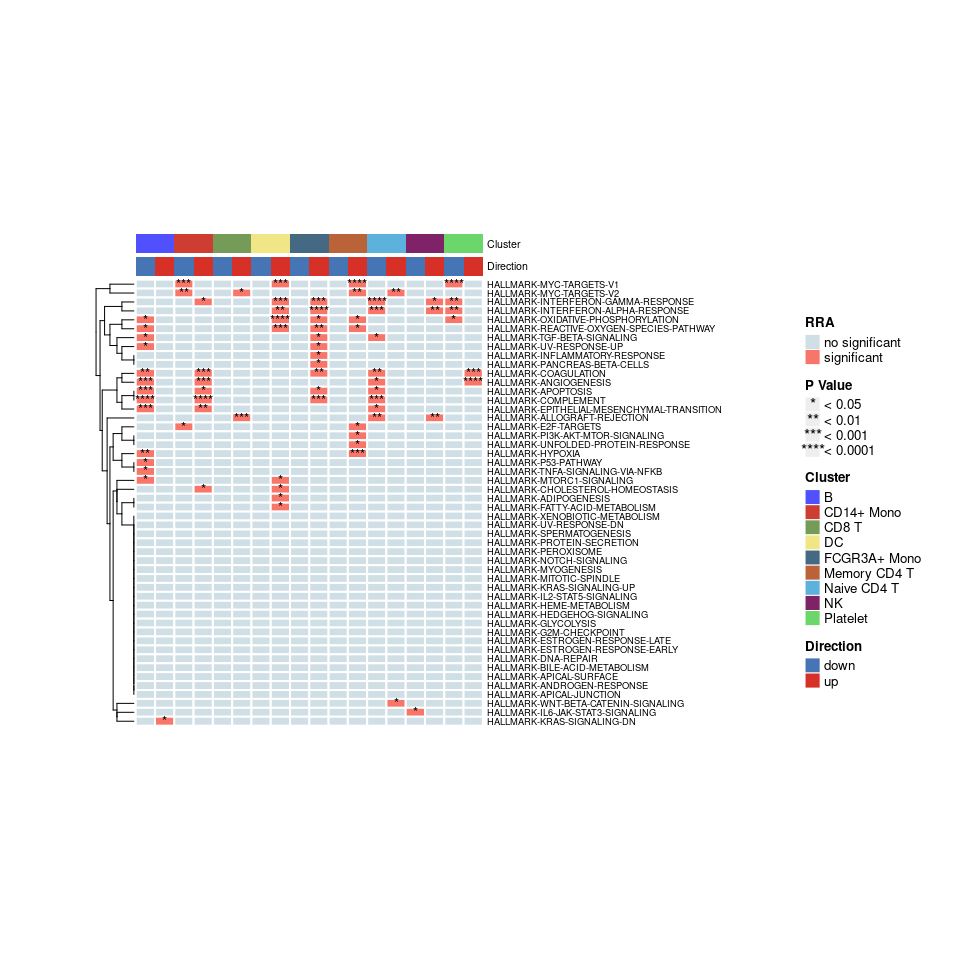 Cluster
Direction
*** *** **** **** HALLMARK-MYC-TARGETS-V1
** * ** ** HALLMARK-MYC-TARGETS-V2
* *** *** **** * ** HALLMARK-INTERFERON-GAMMA-RESPONSE
** **** *** ** ** HALLMARK-INTERFERON-ALPHA-RESPONSE
* **** * * * HALLMARK-OXIDATIVE-PHOSPHORYLATION
* *** ** * HALLMARK-REACTIVE-OXYGEN-SPECIES-PATHWAY
* * * HALLMARK-TGF-BETA-SIGNALING
* * HALLMARK-UV-RESPONSE-UP
* HALLMARK-INFLAMMATORY-RESPONSE
* HALLMARK-PANCREAS-BETA-CELLS
** *** ** ** *** HALLMARK-COAGULATION
*** *** * **** HALLMARK-ANGIOGENESIS
*** * * * HALLMARK-APOPTOSIS
**** **** *** *** HALLMARK-COMPLEMENT
*** ** * HALLMARK-EPITHELIAL-MESENCHYMAL-TRANSITION
*** ** ** HALLMARK-ALLOGRAFT-REJECTION
* * HALLMARK-E2F-TARGETS
* HALLMARK-PI3K-AKT-MTOR-SIGNALING
* HALLMARK-UNFOLDED-PROTEIN-RESPONSE
** *** HALLMARK-HYPOXIA
* HALLMARK-P53-PATHWAY
* HALLMARK-TNFA-SIGNALING-VIA-NFKB
* * HALLMARK-MTORC1-SIGNALING
* * HALLMARK-CHOLESTEROL-HOMEOSTASIS
* HALLMARK-ADIPOGENESIS
* HALLMARK-FATTY-ACID-METABOLISM
HALLMARK-XENOBIOTIC-METABOLISM
HALLMARK-UV-RESPONSE-DN
HALLMARK-SPERMATOGENESIS
HALLMARK-PROTEIN-SECRETION
HALLMARK-PEROXISOME
HALLMARK-NOTCH-SIGNALING
HALLMARK-MYOGENESIS
HALLMARK-MITOTIC-SPINDLE
HALLMARK-KRAS-SIGNALING-UP
HALLMARK-IL2-STAT5-SIGNALING
HALLMARK-HEME-METABOLISM
HALLMARK-HEDGEHOG-SIGNALING
HALLMARK-GLYCOLYSIS
HALLMARK-G2M-CHECKPOINT
HALLMARK-ESTROGEN-RESPONSE-LATE
HALLMARK-ESTROGEN-RESPONSE-EARLY
HALLMARK-DNA-REPAIR
HALLMARK-BILE-ACID-METABOLISM
HALLMARK-APICAL-SURFACE
HALLMARK-ANDROGEN-RESPONSE
HALLMARK-APICAL-JUNCTION
* HALLMARK-WNT-BETA-CATENIN-SIGNALING
* HALLMARK-IL6-JAK-STAT3-SIGNALING
* HALLMARK-KRAS-SIGNALING-DN
RRA
no significant
significant
P Value
* < 0.05
** < 0.01
*** < 0.001
**** < 0.0001
Cluster
B
CD14+ Mono
CD8 T
DC
FCGR3A+ Mono
Memory CD4 T
Naive CD4 T
NK
Platelet
Direction
down
up